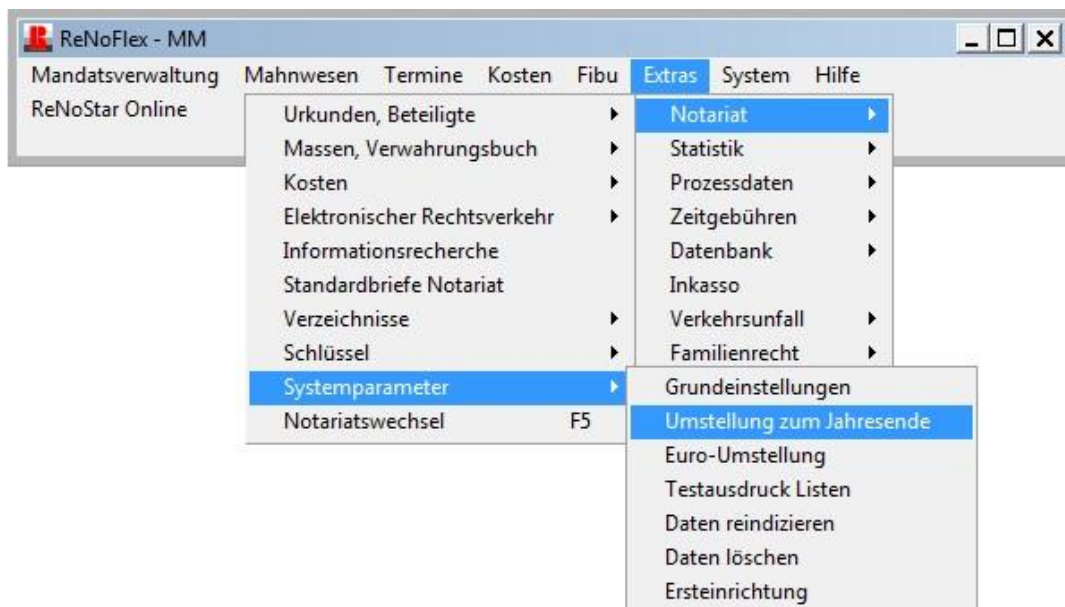 ReNoFlex - MM
Mandatsverwaltung Mahnwesen Termine Kosten Fibu Extras System Hilfe
ReNoStar Online
Urkunden, Beteiligte
Massen, Verwahrungsbuch
Kosten
Elektronischer Rechtsverkehr
Informationsrecherche
Standardbriefe Notariat
Verzeichnisse
Schlüssel
Systemparameter
Notariatswechsel F5
Notariat
Statistik
Prozessdaten
Zeitgebühren
Datenbank
Inkasso
Verkehrsunfall
Familienrecht
Grundeinstellungen
Umstellung zum Jahresende
Euro-Umstellung
Testausdruck Listen
Daten reindizieren
Daten löschen
Ersteinrichtung